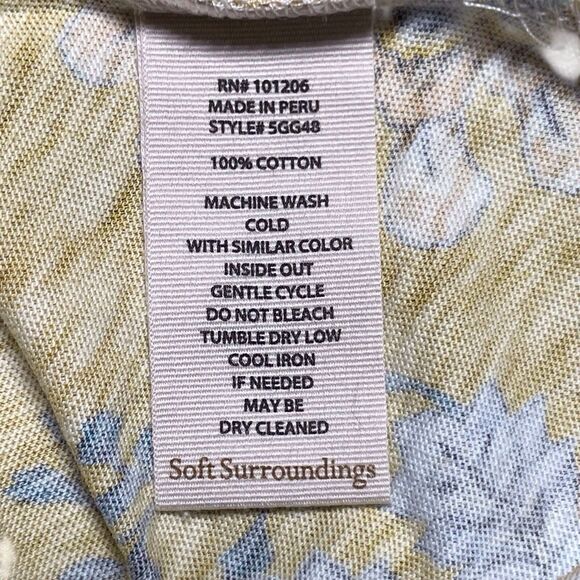 RN# 101206
MADE IN PERU
STYLE# 5GG48
100% COTTON
MACHINE WASH
COLD
WITH SIMILAR COLOR
INSIDE OUT
GENTLE CYCLE
DO NOT BLEACH
TUMBLE DRY LOW
COOL IRON
IF NEEDED
MAY BE
DRY CLEANED
Soft Surroundings